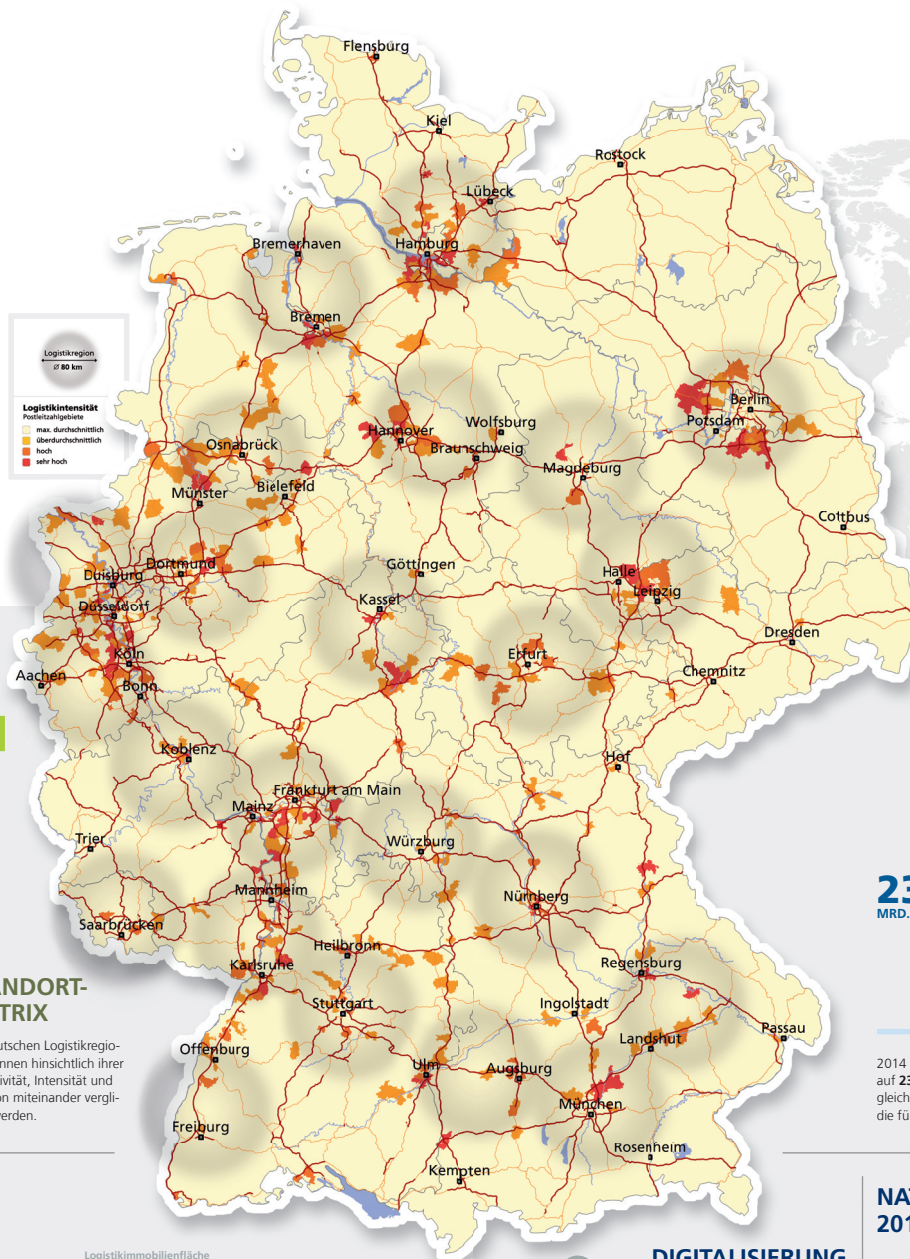 Flensburg
Kiel
Rostock
Lübeck
Bremerhaven
Hamburg
Bremen
Logistikregion
Ø 80 km
Logistikintensität
Postleitzahlgebiete
max. durchschnittlich
überdurchschnittlich
hoch
sehr hoch
Berlin
Potsdam
Hannover
Wolfsburg
Osnabrück
Braunschweig
Magdeburg
Münster
Bielefeld
Cottbus
Duisburg
Dortmund
Göttingen
Halle
Leipzig
Düsseldorf
Kassel
Dresden
Köln
Erfurt
Aachen
Chemnitz
Bonn
Koblenz
Hof
Frankfurt am Main
Mainz
Trier
Würzburg
Mannheim
Nürnberg
23
MRD.
Saarbrücken
Heilbronn
Karlsruhe
Regensburg
ANDORT-
TRIX
Stuttgart
Ingolstadt
Passau
utschen Logistikregio-
nnen hinsichtlich ihrer
ivität, Intensität und
on miteinander vergli-
werden.
Offenburg
Landshut
Ulm
Augsburg
2014
auf 23
gleich
die fü
München
Freiburg
Rosenheim
Kempten
NAT
201
Logistikimmobilienfläche
DIGITALISIERUNG